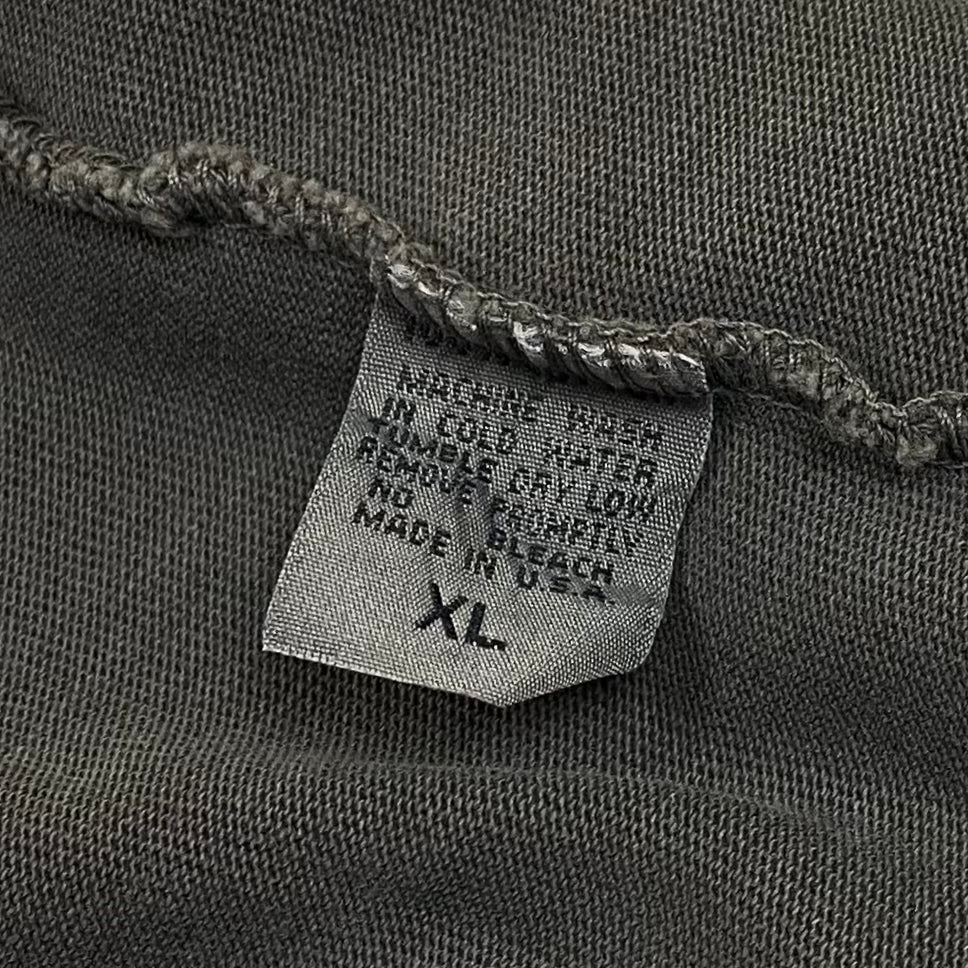 MACHINE WASH
IN COLD WATER
TUMBLE DRY LOW
REMOVE PROMPTLY
NO BLEACH
MADE IN U.S.A.
XL